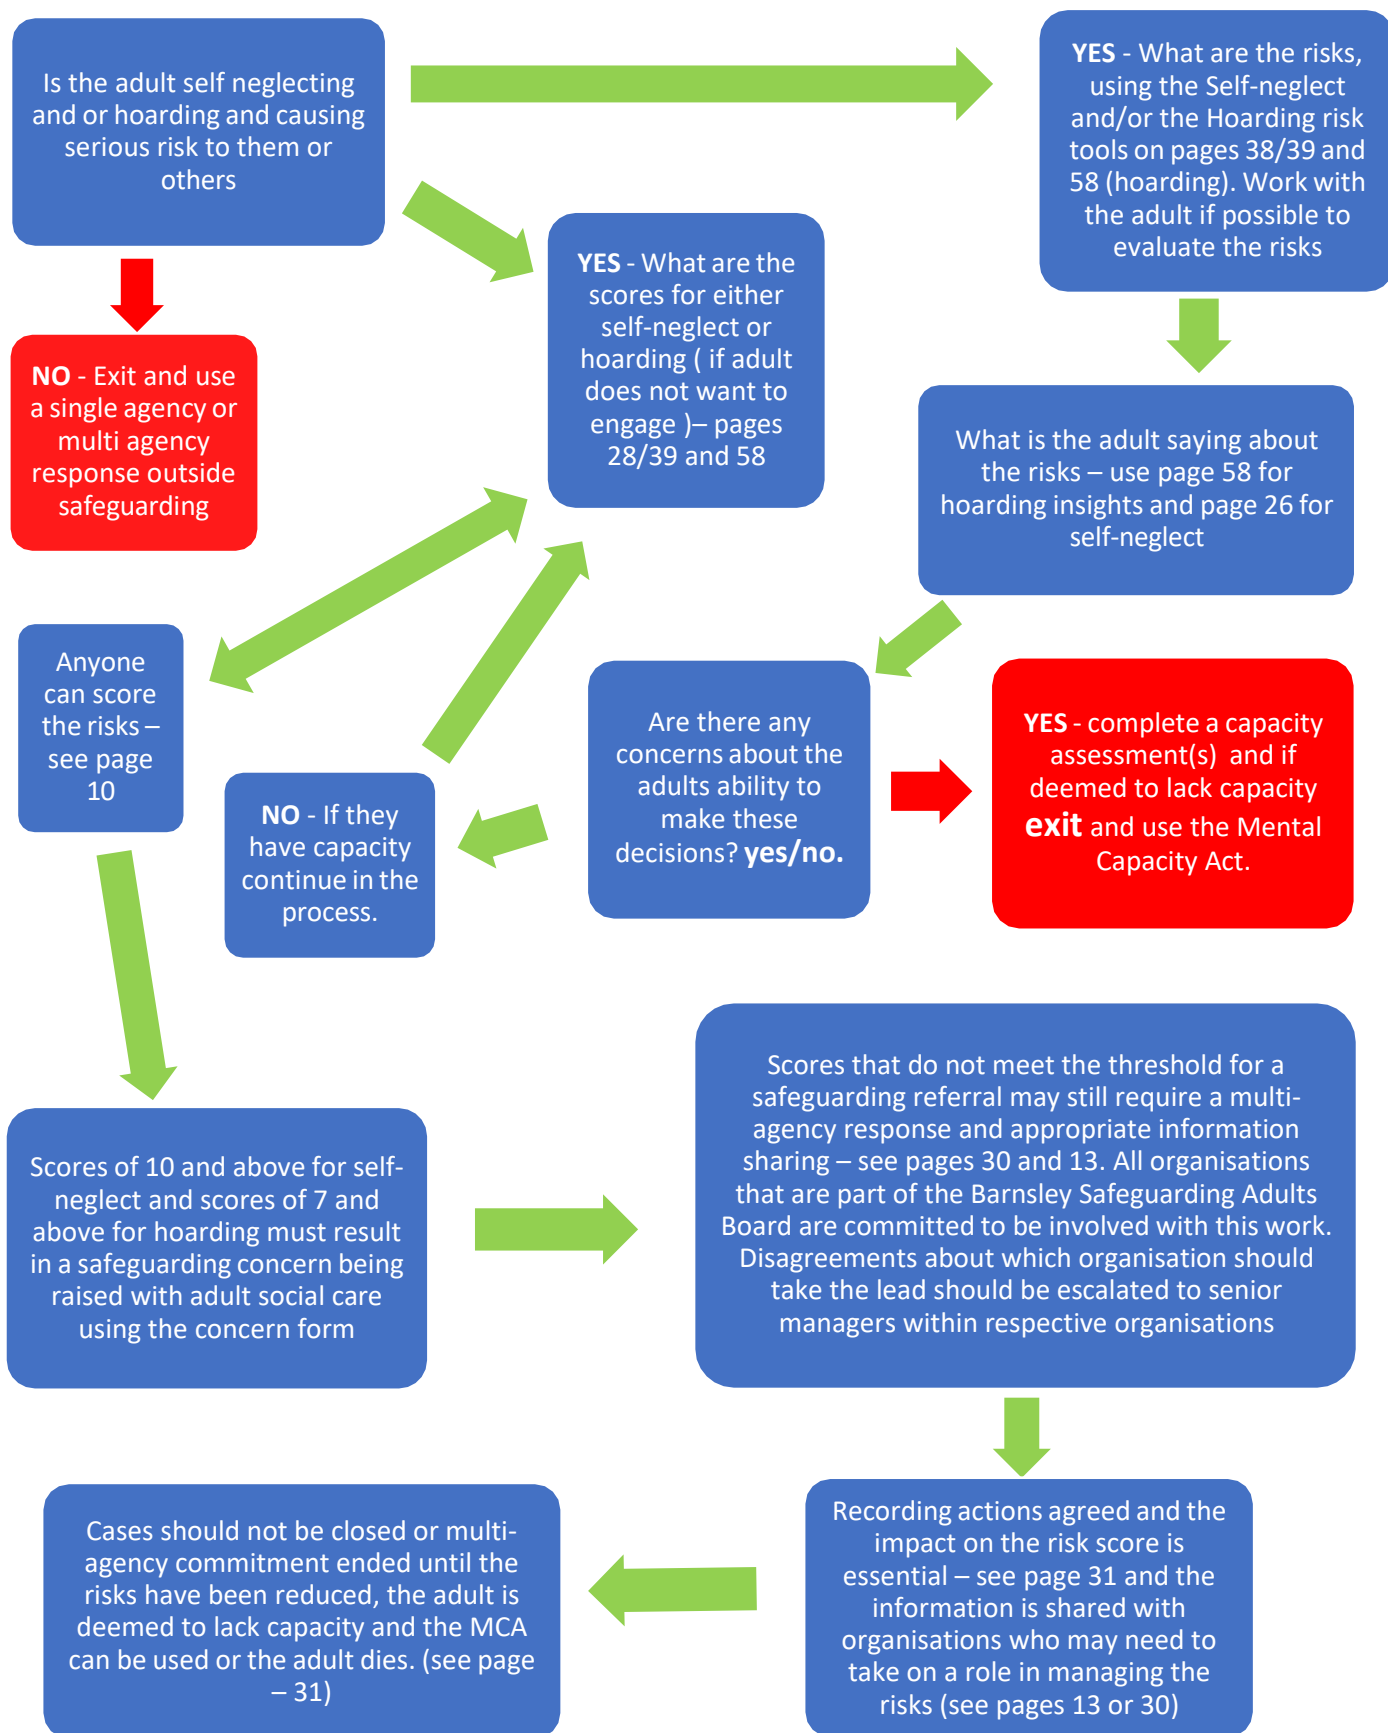 Is the adult self neglecting
and or hoarding and causing
serious risk to them or
others
YES - What are the risks,
using the Self-neglect
and/or the Hoarding risk
tools on pages 38/39 and
58 (hoarding). Work with
the adult if possible to
evaluate the risks
YES - What are the
scores for either
self-neglect or
hoarding ( if adult
does not want to
engage )– pages
28/39 and 58
NO - Exit and use
a single agency or
multi agency
response outside
safeguarding
What is the adult saying about
the risks – use page 58 for
hoarding insights and page 26 for
self-neglect
Anyone
can score
the risks –
see page
10
Are there any
concerns about the
adults ability to
make these
decisions? yes/no.
YES - complete a capacity
assessment(s) and if
deemed to lack capacity
exit and use the Mental
Capacity Act.
NO - If they
have capacity
continue in the
process.
Scores of 10 and above for self-
neglect and scores of 7 and
above for hoarding must result
in a safeguarding concern being
raised with adult social care
using the concern form
Scores that do not meet the threshold for a
safeguarding referral may still require a multi-
agency response and appropriate information
sharing – see pages 30 and 13. All organisations
that are part of the Barnsley Safeguarding Adults
Board are committed to be involved with this work.
Disagreements about which organisation should
take the lead should be escalated to senior
managers within respective organisations
Recording actions agreed and the
impact on the risk score is
essential – see page 31 and the
information is shared with
organisations who may need to
take on a role in managing the
risks (see pages 13 or 30)
Cases should not be closed or multi-
agency commitment ended until the
risks have been reduced, the adult is
deemed to lack capacity and the MCA
can be used or the adult dies. (see page
– 31)